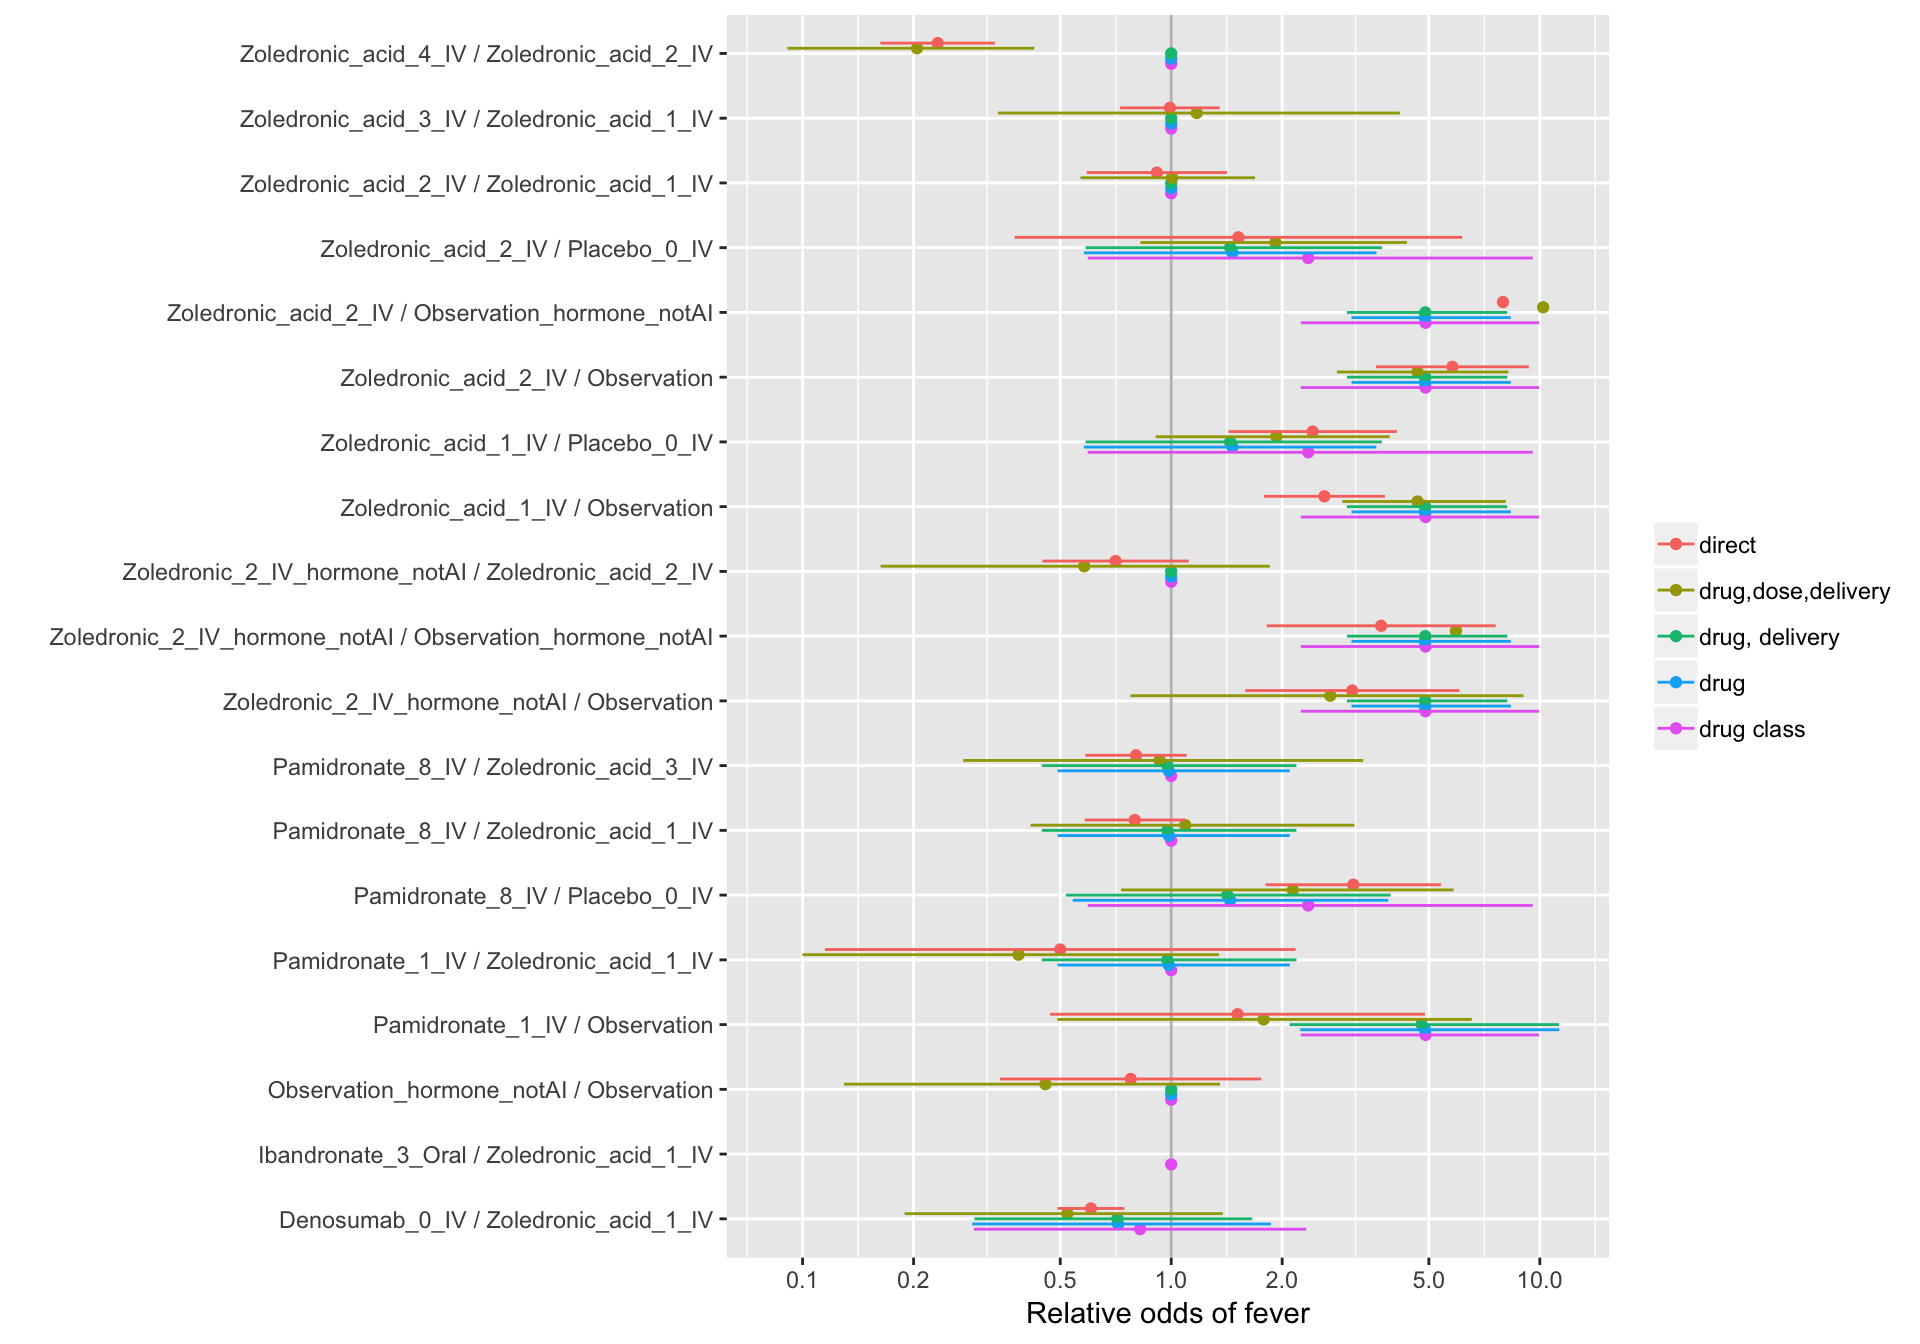 Zoledronic_acid_4_IV / Zoledronic_acid_2_IV
Zoledronic_acid_3_IV / Zoledronic_acid_1_IV
Zoledronic_acid_2_IV / Zoledronic_acid_1_IV
Zoledronic_acid_2_IV / Placebo_0_IV
Zoledronic_acid_2_IV / Observation_hormone_notAI
Zoledronic_acid_2_IV / Observation
Zoledronic_acid_1_IV / Placebo_0_IV
Zoledronic_acid_1_IV / Observation
Zoledronic_2_IV_hormone_notAI / Zoledronic_acid_2_IV
Zoledronic_2_IV_hormone_notAI / Observation_hormone_notAI
Zoledronic_2_IV_hormone_notAI / Observation
Pamidronate_8_IV / Zoledronic_acid_3_IV
Pamidronate_8_IV / Zoledronic_acid_1_IV
Pamidronate_8_IV / Placebo_0_IV
Pamidronate_1_IV / Zoledronic_acid_1_IV
Pamidronate_1_IV / Observation
Observation_hormone_notAI / Observation
Ibandronate_3_Oral / Zoledronic_acid_1_IV
Denosumab_0_IV / Zoledronic_acid_1_IV
0.1 0.2 0.5 1.0 2.0 5.0 10.0
Relative odds of fever
direct
drug,dose,delivery
drug, delivery
drug
drug class